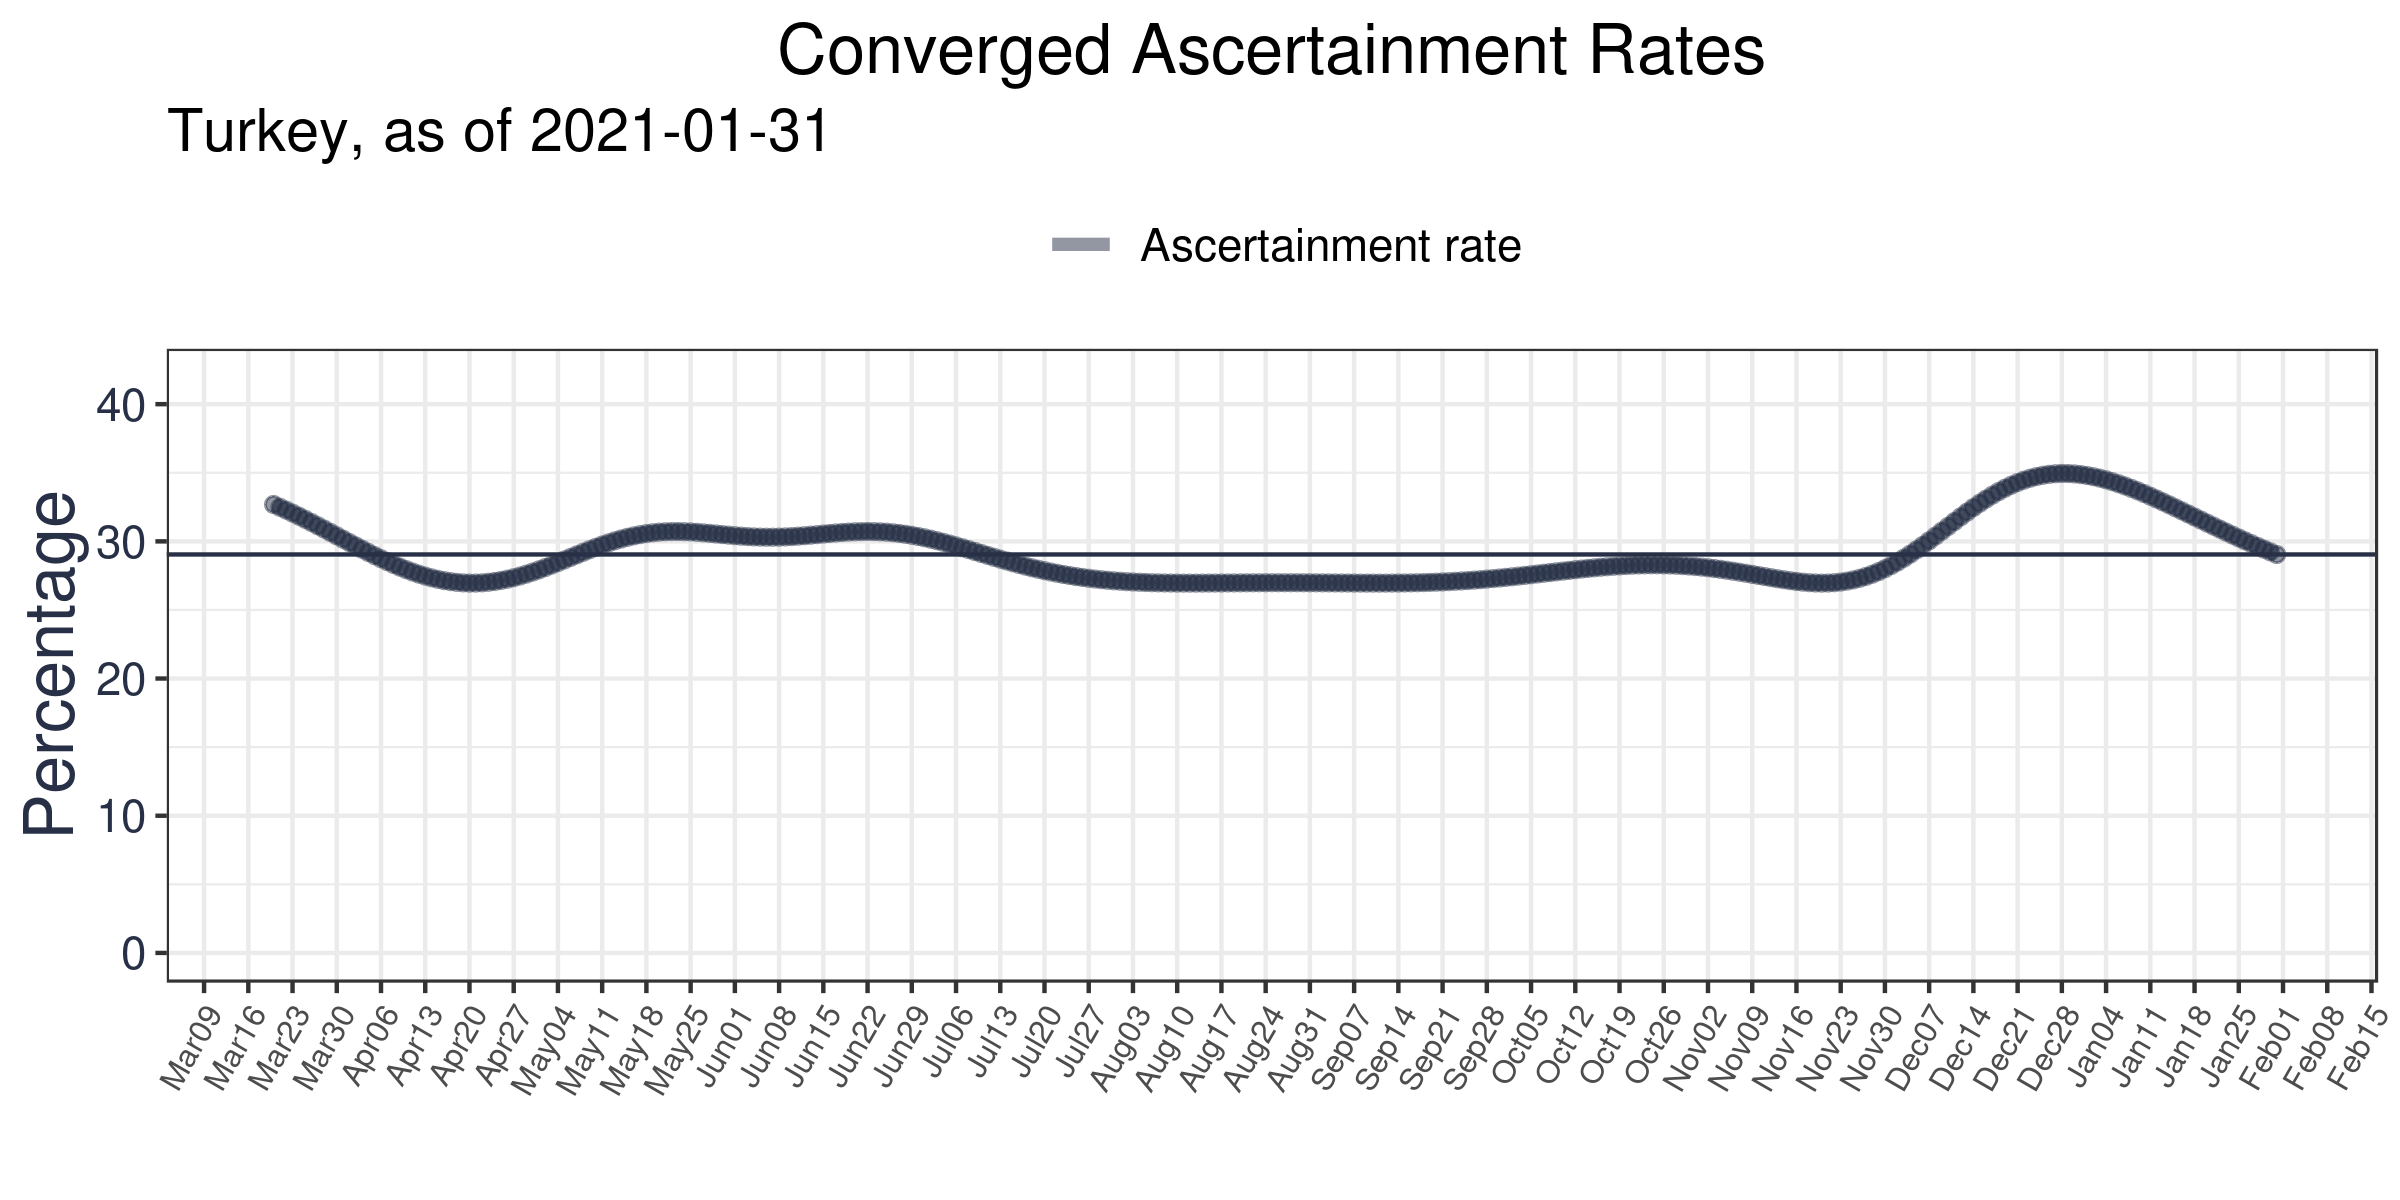 Converged Ascertainment Rates
Turkey, as of 2021-01-31
Ascertainment rate
Percentage
40
30
20
10
0
Mar09 Mar16 Mar23 Mar30 Apr06 Apr13 Apr20 Apr27 May04 May11 May18 May25 Jun01 Jun08 Jun15 Jun22 Jun29 Jul06 Jul13 Jul20 Jul27 Aug03 Aug10 Aug17 Aug24 Aug31 Sep07 Sep14 Sep21 Sep28 Oct05 Oct12 Oct19 Oct26 Nov02 Nov09 Nov16 Nov23 Nov30 Dec07 Dec14 Dec21 Dec28 Jan04 Jan11 Jan18 Jan25 Feb01 Feb08 Feb15